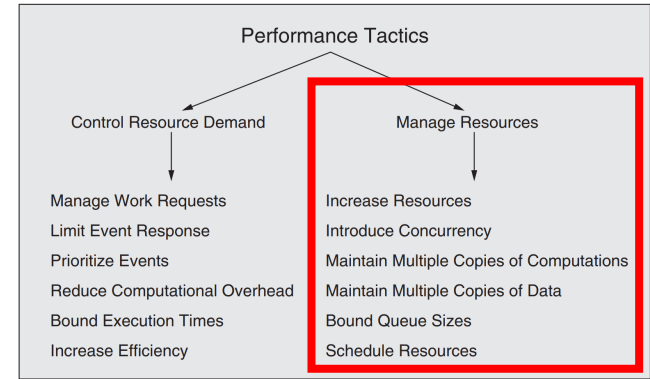 Performance Tactics
Control Resource Demand
Manage Work Requests
Limit Event Response
Prioritize Events
Reduce Computational Overhead
Bound Execution Times
Increase Efficiency
Manage Resources
Increase Resources
Introduce Concurrency
Maintain Multiple Copies of Computations
Maintain Multiple Copies of Data
Bound Queue Sizes
Schedule Resources